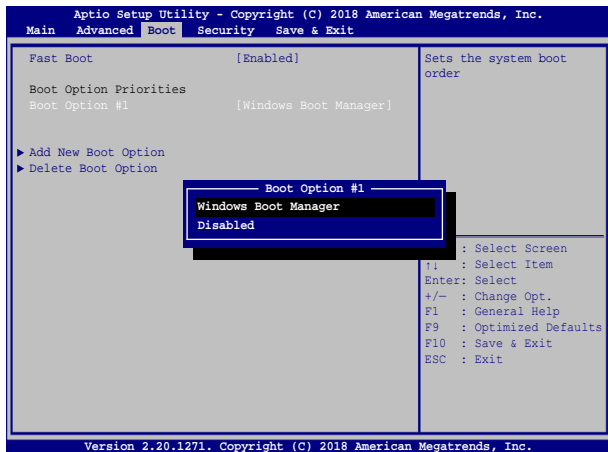 Aptio Setup Utility - Copyright (C) 2018 American Megatrends, Inc.
Main Advanced Boot Security Save & Exit
Fast Boot [Enabled]
Boot Option Priorities
Boot Option #1 [Windows Boot Manager]
▶ Add New Boot Option
▶ Delete Boot Option
Sets the system boot
order
Boot Option #1
Windows Boot Manager
Disabled
: Select Screen
↑↓ : Select Item
Enter: Select
+/— : Change Opt.
F1 : General Help
F9 : Optimized Defaults
F10 : Save & Exit
ESC : Exit
Version 2.20.1271. Copyright (C) 2018 American Megatrends, Inc.